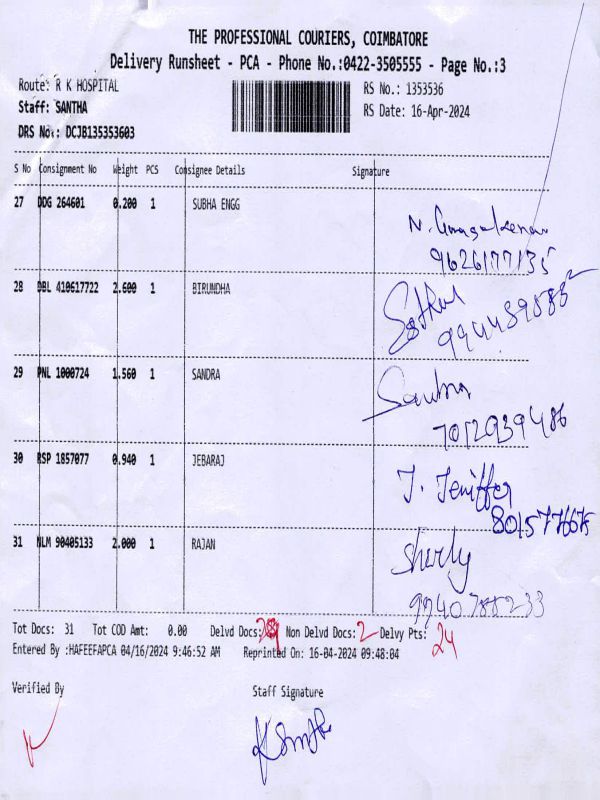 THE PROFESSIONAL COURIERS, COIMBATORE
Delivery Runsheet - PCA - Phone No.:0422-3505555 - Page No.:3
Route: R K HOSPITAL RS No.: 1353536
Staff: SANTHA RS Date: 16-Apr-2024
DRS No.: DCJB135353603
S No Consignment No Weight PCS Consignee Details Signature
27 DDG 264601 0.200 1 SUBHA ENGG
9626177135
28 DBL 410617722 2.600 1 BIRUNDHA
29 PNL 1000724 1.560 1 SANDRA
Sandra
7012939486
30 RSP 1857077 0.940 1 JEBARAJ
J. Jeniffer
31 NLM 90405133 2.000 1 RAJAN
Sherly
9940788233
Tot Docs: 31 Tot COD Amt: 0.00 Delvd Docs: 29 Non Delvd Docs: 2 Delvy Pts: 24
Entered By :HAFEEFAPCA 04/16/2024 9:46:52 AM Reprinted On: 16-04-2024 09:48:04
Verified By Staff Signature